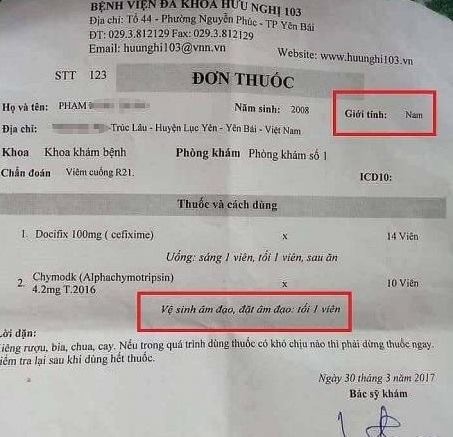 BỆNH VIỆN ĐA KHOA HỮU NGHỊ 103
Địa chỉ: Tổ 44 - Phường Nguyễn Phúc - TP Yên Bái
ĐT: 029.3.812129 Fax: 029.3.812129
Email: huunghi103@vnn.vn Website: www.huunghi103.vn
STT 123 ĐƠN THUỐC
Họ và tên: PHẠM Năm sinh: 2008 Giới tính: Nam
Địa chỉ: -Trúc Lâu - Huyện Lục Yên - Yên Bái - Việt Nam
Khoa Khoa khám bệnh Phòng khám Phòng khám số 1
Chẩn đoán Viêm cuống R21. ICD10:
Thuốc và cách dùng
1. Docifix 100mg ( cefixime) x 14 Viên
Uống: sáng 1 viên, tối 1 viên, sau ăn
2. Chymodk (Alphachymotripsin) x 10 Viên
4.2mg T.2016
Vệ sinh âm đạo, đặt âm đạo: tối 1 viên
Lời dặn:
Kiêng rượu, bia, chua, cay. Nếu trong quá trình dùng thuốc có khó chịu nào thì phải dừng thuốc ngay.
iểm tra lại sau khi dùng hết thuốc.
Ngày 30 tháng 3 năm 2017
Bác sỹ khám